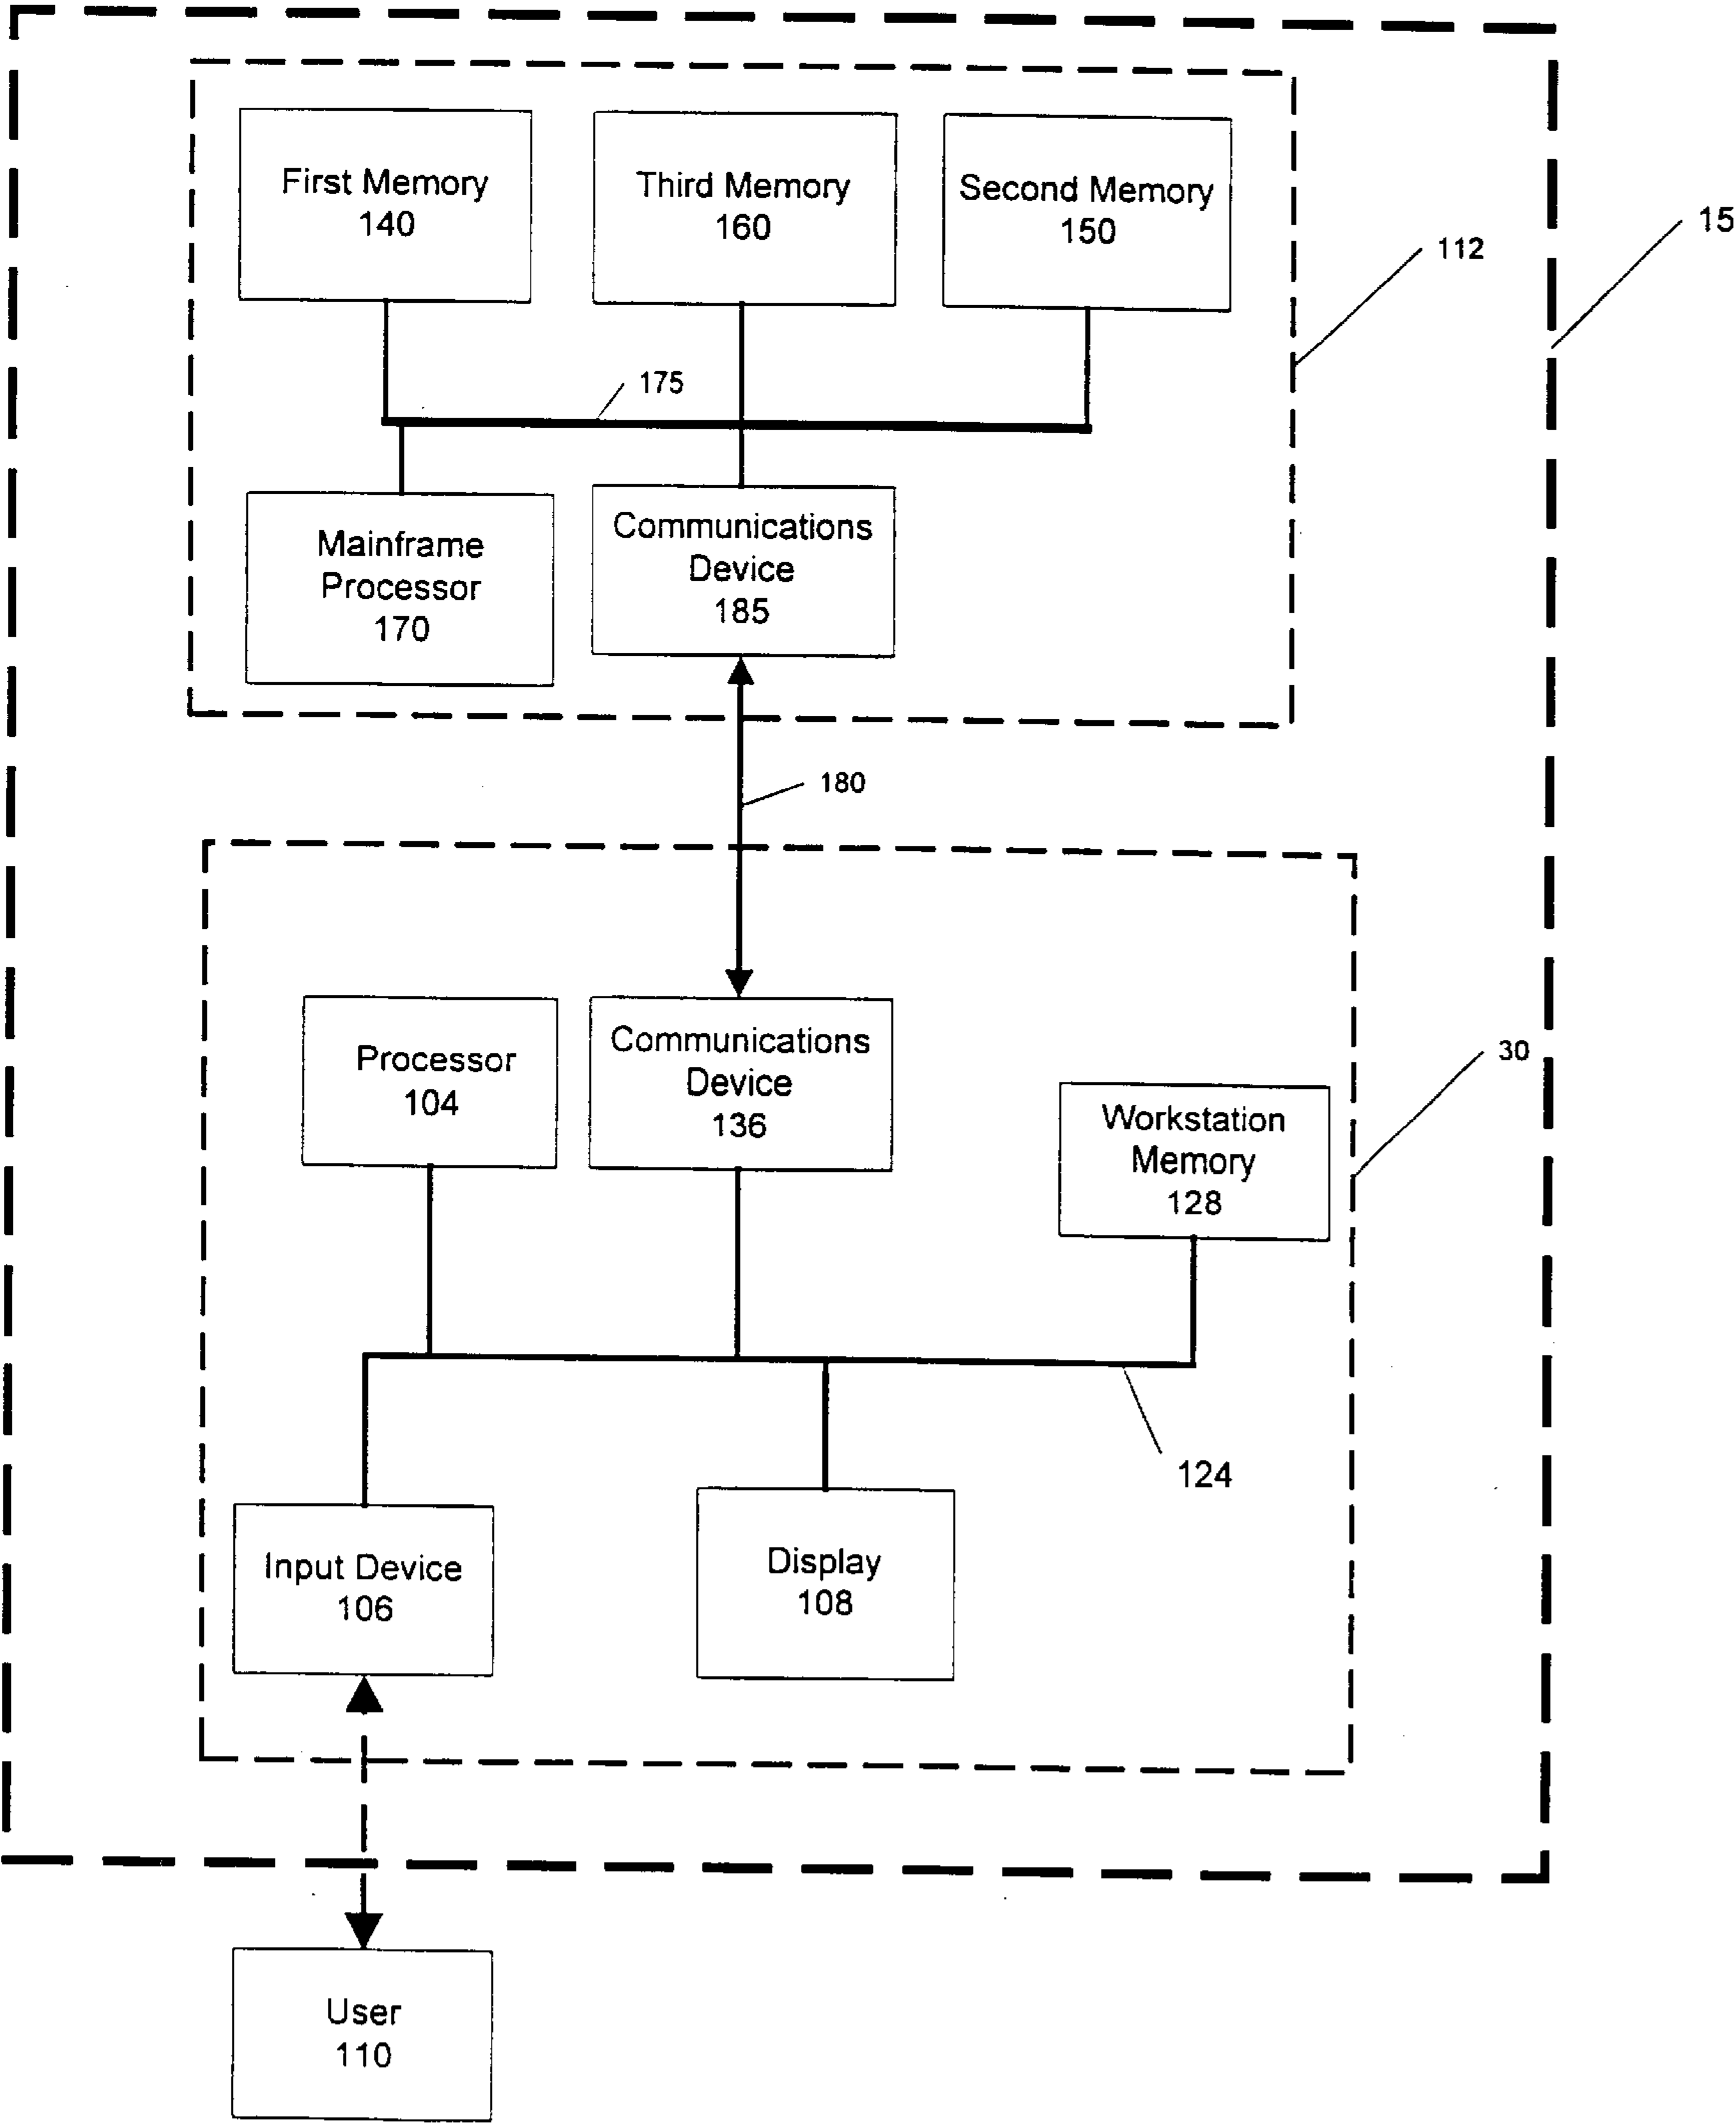 First Memory
140
Third Memory
160
Second Memory
150
15
112
175
Mainframe
Processor
170
Communications
Device
185
180
Processor
104
Communications
Device
136
Workstation
Memory
128
30
124
Input Device
106
Display
108
User
110